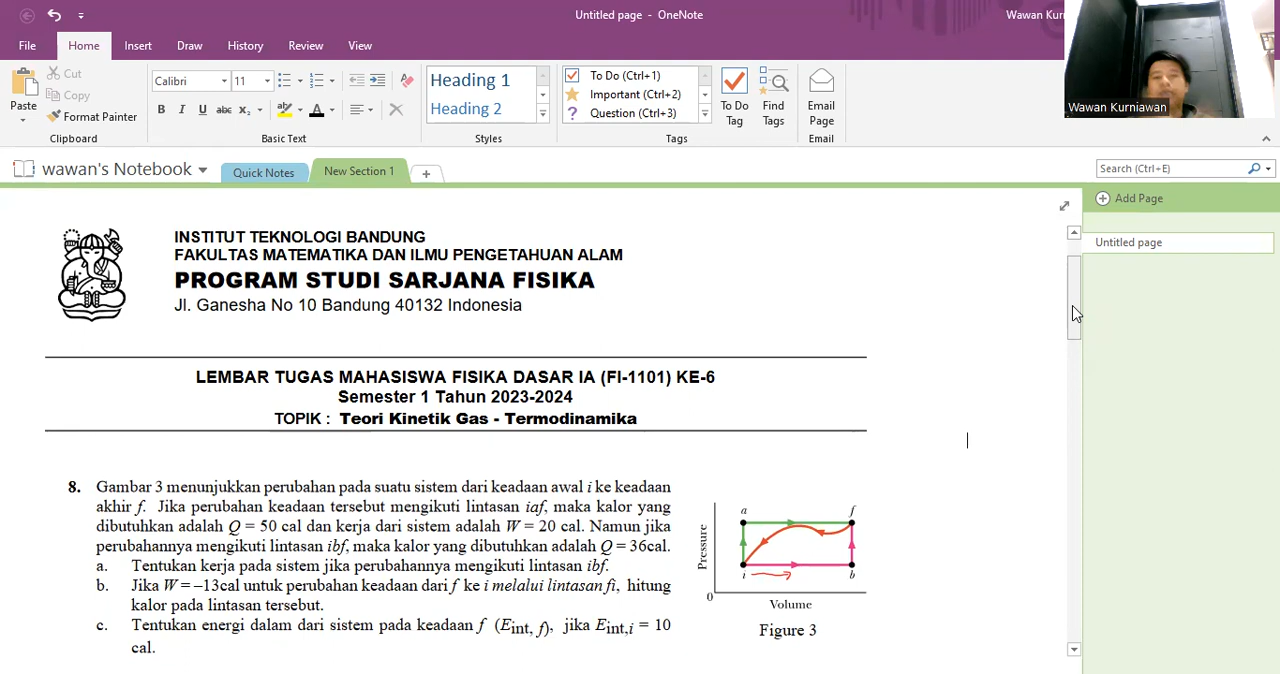 Untitled page - OneNote
Wawan Kur
File Home Insert Draw History Review View
Paste
Cut
Copy
Format Painter
Clipboard
Calibri 11
B I U abc X₂ A
Basic Text
Heading 1
Heading 2
Styles
To Do (Ctrl+1)
Important (Ctrl+2)
? Question (Ctrl+3)
To Do Tag
Find Tags
Tags
Email Page
Email
Wawan Kurniawan
wawan's Notebook
Quick Notes
New Section 1
Search (Ctrl+E)
Add Page
Untitled page
INSTITUT TEKNOLOGI BANDUNG
FAKULTAS MATEMATIKA DAN ILMU PENGETAHUAN ALAM
PROGRAM STUDI SARJANA FISIKA
Jl. Ganesha No 10 Bandung 40132 Indonesia
LEMBAR TUGAS MAHASISWA FISIKA DASAR IA (FI-1101) KE-6
Semester 1 Tahun 2023-2024
TOPIK : Teori Kinetik Gas - Termodinamika
8. Gambar 3 menunjukkan perubahan pada suatu sistem dari keadaan awal i ke keadaan
akhir f. Jika perubahan keadaan tersebut mengikuti lintasan iaf, maka kalor yang
dibutuhkan adalah Q = 50 cal dan kerja dari sistem adalah W = 20 cal. Namun jika
perubahannya mengikuti lintasan ibf, maka kalor yang dibutuhkan adalah Q = 36cal.
a. Tentukan kerja pada sistem jika perubahannya mengikuti lintasan ibf.
b. Jika W = –13cal untuk perubahan keadaan dari f ke i melalui lintasan fi, hitung
kalor pada lintasan tersebut.
c. Tentukan energi dalam dari sistem pada keadaan f (Eint, f), jika Eint,i = 10
cal.
a f
Pressure
i b
0
Volume
Figure 3